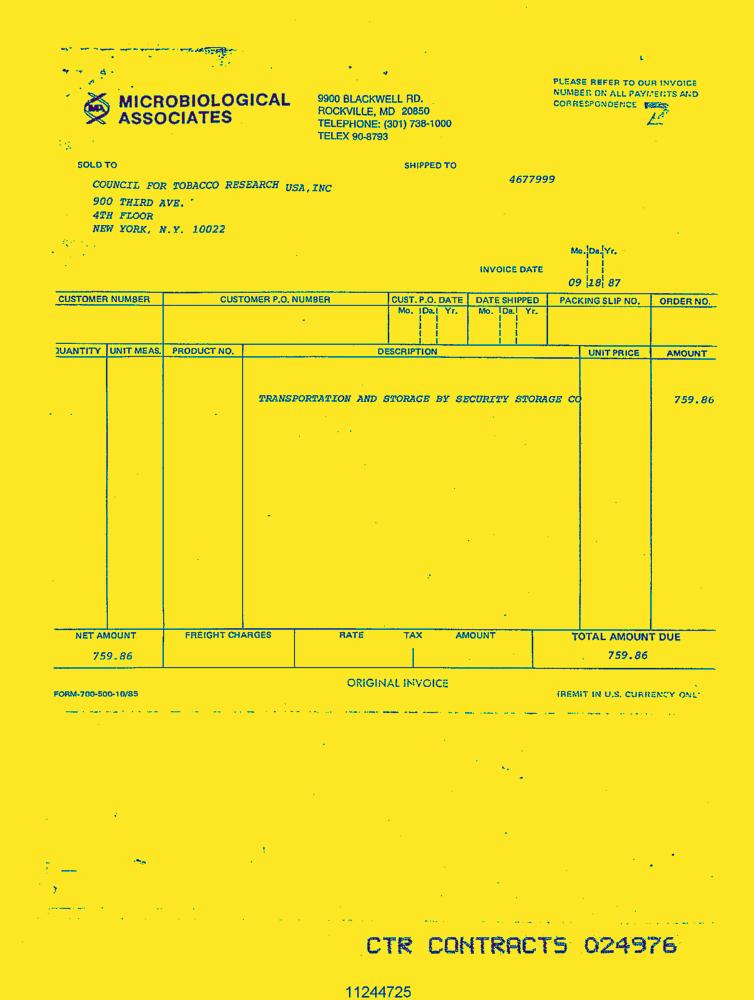 MICROBIOLOGICAL
ASSOCIATES
9900 BLACKWELL RD.
ROCKVILLE, MD 20850
TELEPHONE: (301) 738-1000
TELEX 90-8793
PLEASE REFER TO OUR INVOICE
NUMBER ON ALL PAYMENTS AND
CORRESPONDENCE
SOLD TO
SHIPPED TO
COUNCIL FOR TOBACCO RESEARCH USA, INC
900 THIRD AVE.
4TH FLOOR
NEW YORK, N.Y. 10022
4677999
Mo. Da. Yr.
INVOICE DATE
09 18 87
CUSTOMER NUMBER CUSTOMER P.O. NUMBER CUST. P.O. DATE DATE SHIPPED PACKING SLIP NO. ORDER NO.
Mo. Da. Yr. Mo. Da. Yr.
QUANTITY UNIT MEAS. PRODUCT NO. DESCRIPTION UNIT PRICE AMOUNT
TRANSPORTATION AND STORAGE BY SECURITY STORAGE CO 759.86
NET AMOUNT FREIGHT CHARGES RATE TAX AMOUNT TOTAL AMOUNT DUE
759.86 759.86
ORIGINAL INVOICE
FORM-700-500-10/85
(REMIT IN U.S. CURRENCY ONLY
CTR CONTRACTS 024976
11244725